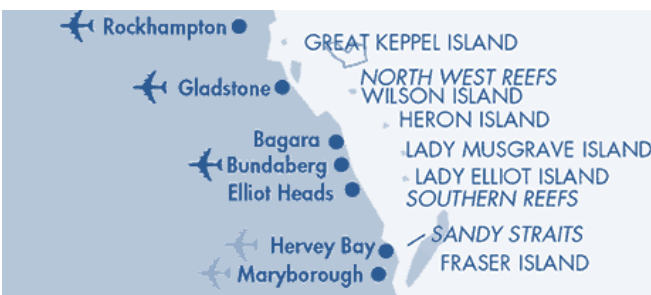 Rockhampton
GREAT KEPPEL ISLAND
NORTH WEST REEFS
Gladstone
WILSON ISLAND
HERON ISLAND
Bagara
LADY MUSGRAVE ISLAND
Bundaberg
LADY ELLIOT ISLAND
Elliot Heads
SOUTHERN REEFS
SANDY STRAITS
Hervey Bay
FRASER ISLAND
Maryborough